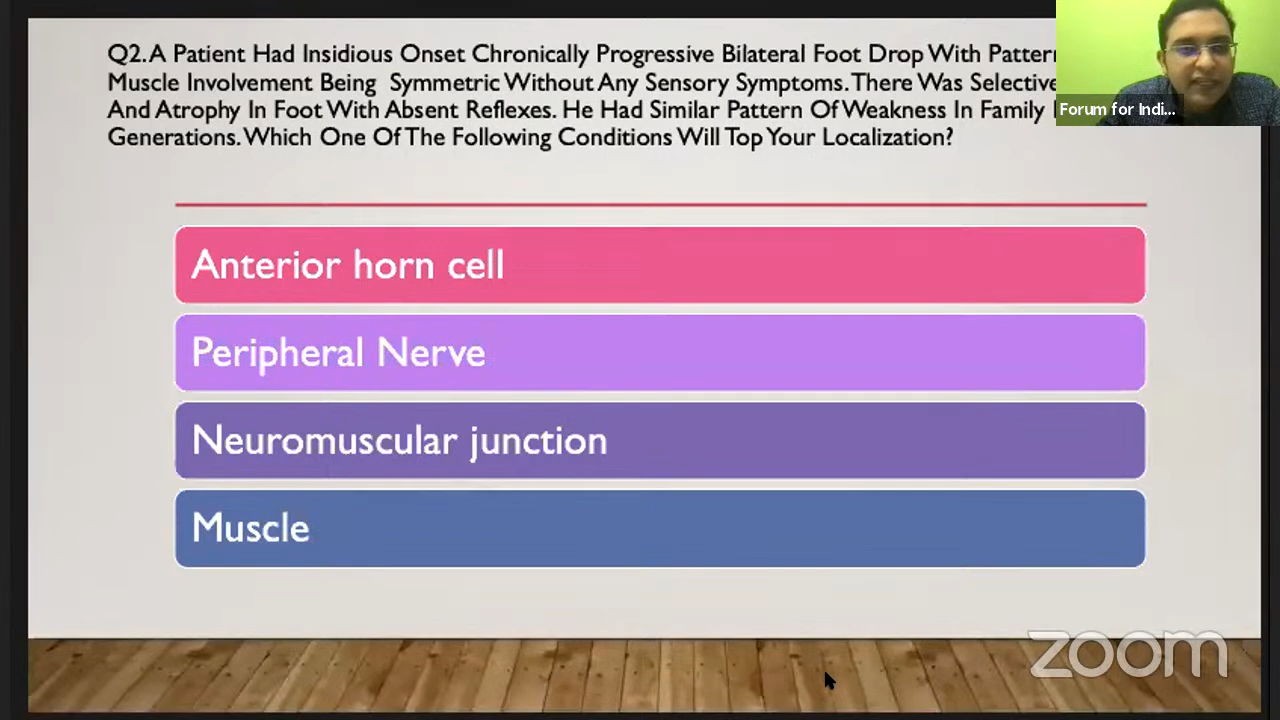 Q2. A Patient Had Insidious Onset Chronically Progressive Bilateral Foot Drop With
Muscle Involvement Being Symmetric Without Any Sensory Symptoms. There Was Selective
And Atrophy In Foot With Absent Reflexes. He Had Similar Pattern Of Weakness In Family
Generations. Which One Of The Following Conditions Will Top Your Localization?
Forum for Indi...
Anterior horn cell
Peripheral Nerve
Neuromuscular junction
Muscle
zoom